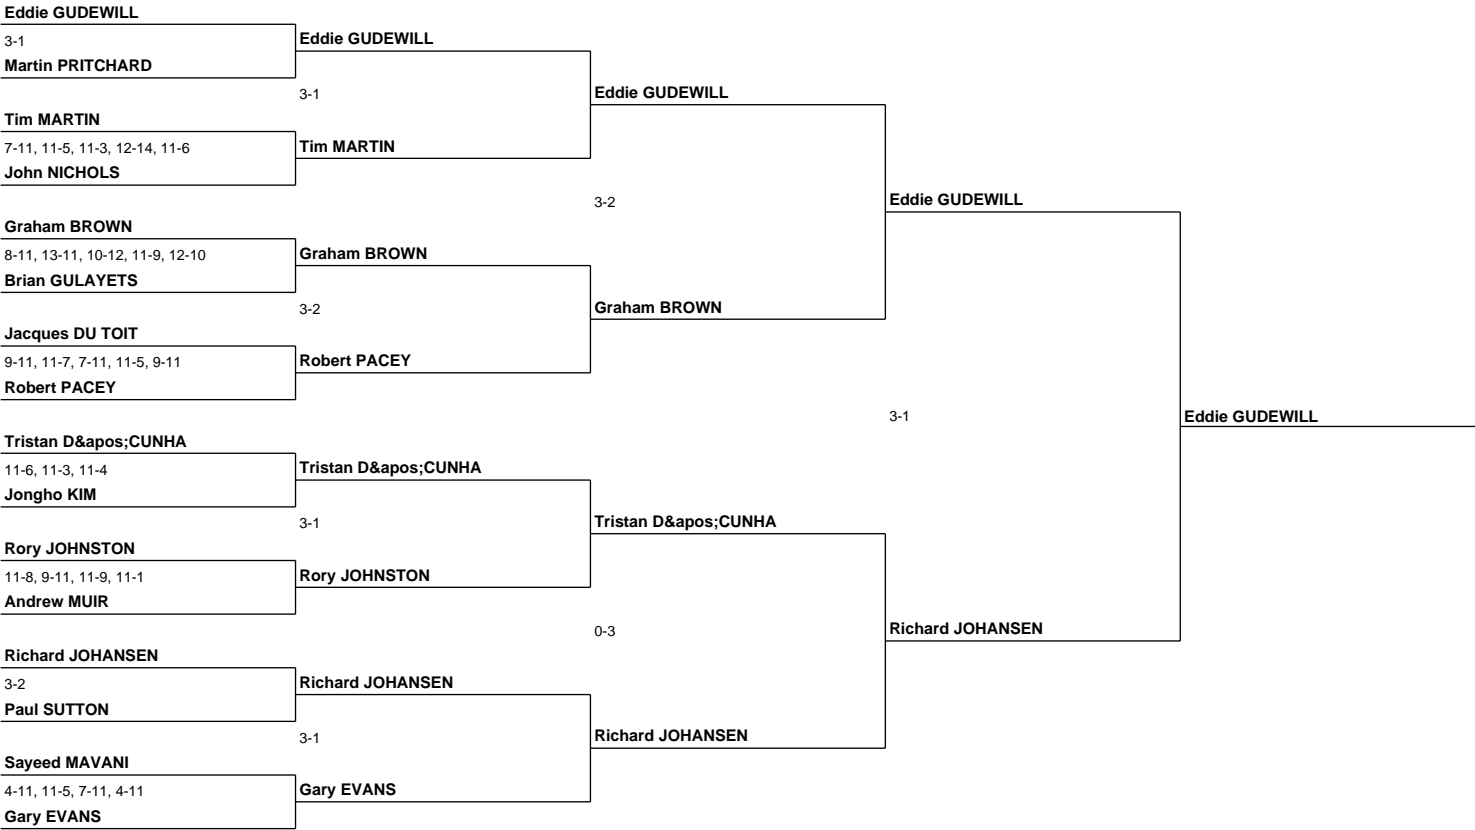 Eddie GUDEWILL
3-1
Martin PRITCHARD
Tim MARTIN
7-11, 11-5, 11-3, 12-14, 11-6
John NICHOLS
Graham BROWN
8-11, 13-11, 10-12, 11-9, 12-10
Brian GULAYETS
Jacques DU TOIT
9-11, 11-7, 7-11, 11-5, 9-11
Robert PACEY
Tristan D&apos;CUNHA
11-6, 11-3, 11-4
Jongho KIM
Rory JOHNSTON
11-8, 9-11, 11-9, 11-1
Andrew MUIR
Richard JOHANSEN
3-2
Paul SUTTON
Sayeed MAVANI
4-11, 11-5, 7-11, 4-11
Gary EVANS
Eddie GUDEWILL
3-1
Tim MARTIN
Graham BROWN
3-2
Robert PACEY
Tristan D&apos;CUNHA
3-1
Rory JOHNSTON
Richard JOHANSEN
3-1
Gary EVANS
Eddie GUDEWILL
3-2
Graham BROWN
Tristan D&apos;CUNHA
0-3
Richard JOHANSEN
Eddie GUDEWILL
3-1
Richard JOHANSEN
Eddie GUDEWILL